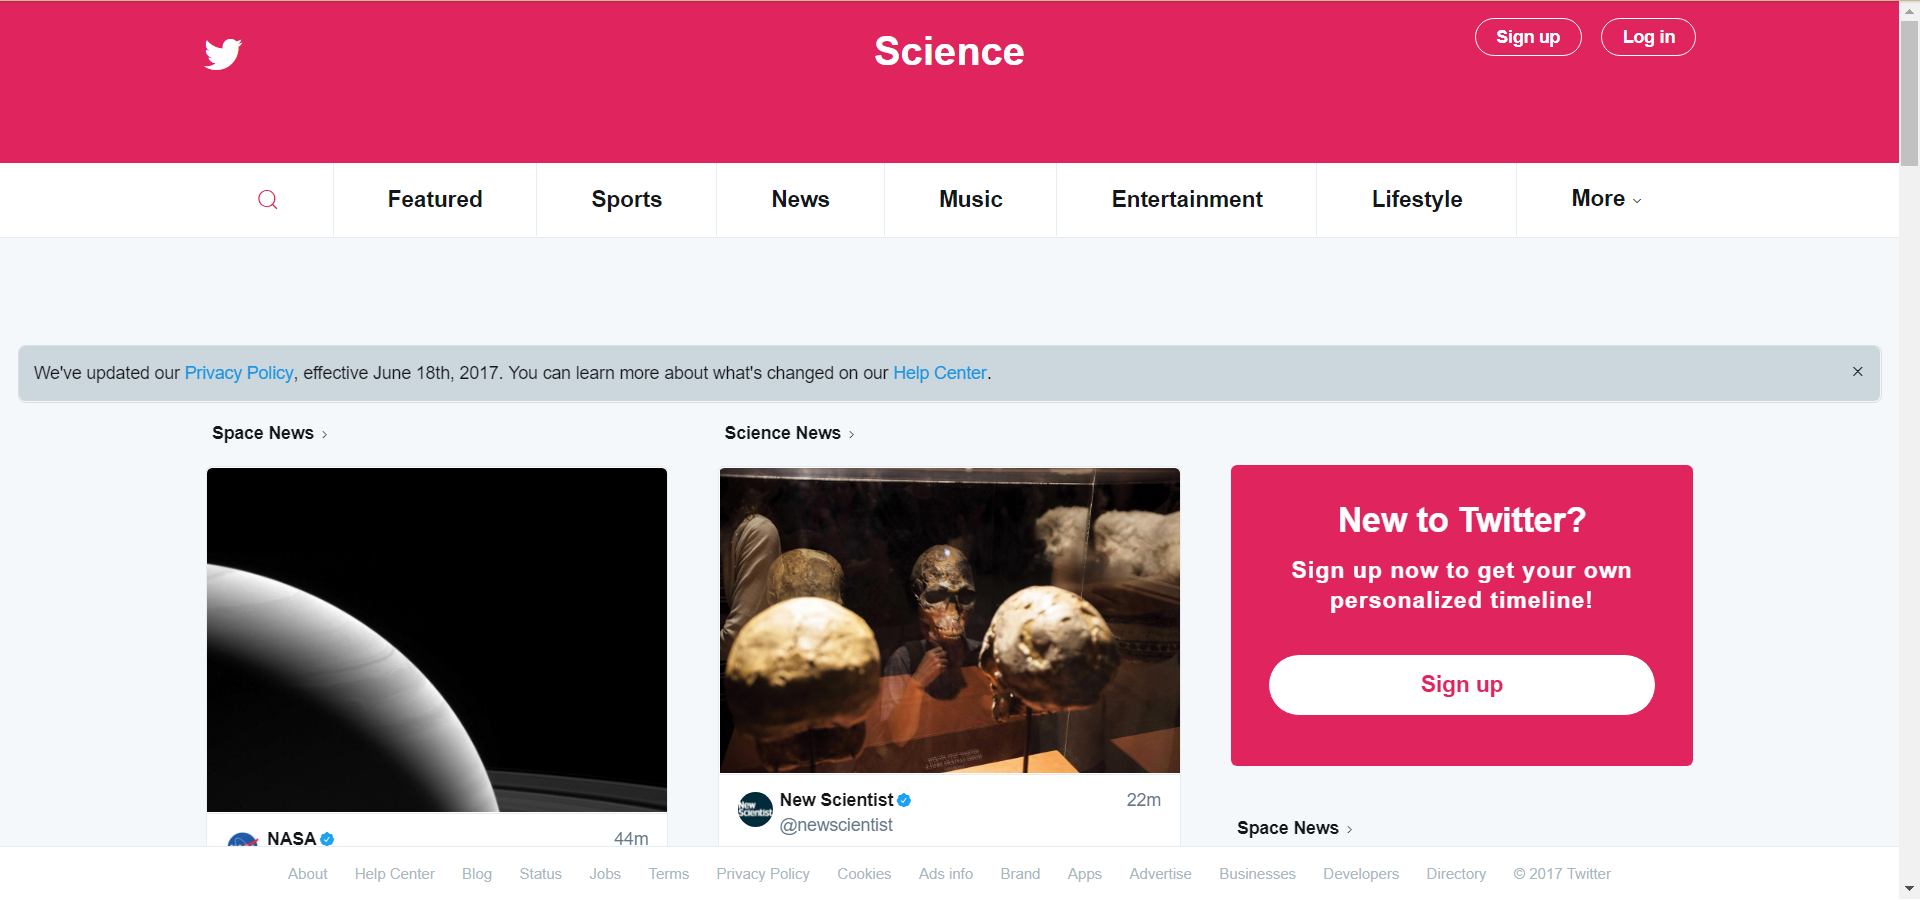 Science
Sign up
Log in
Featured
Sports
News
Music
Entertainment
Lifestyle
More
We've updated our Privacy Policy, effective June 18th, 2017. You can learn more about what's changed on our Help Center.
Space News
Science News
New to Twitter?
Sign up now to get your own
personalized timeline!
Sign up
New Scientist
New Scientist
@newscientist
22m
NASA
44m
Space News
About
Help Center
Blog
Status
Jobs
Terms
Privacy Policy
Cookies
Ads info
Brand
Apps
Advertise
Businesses
Developers
Directory
© 2017 Twitter